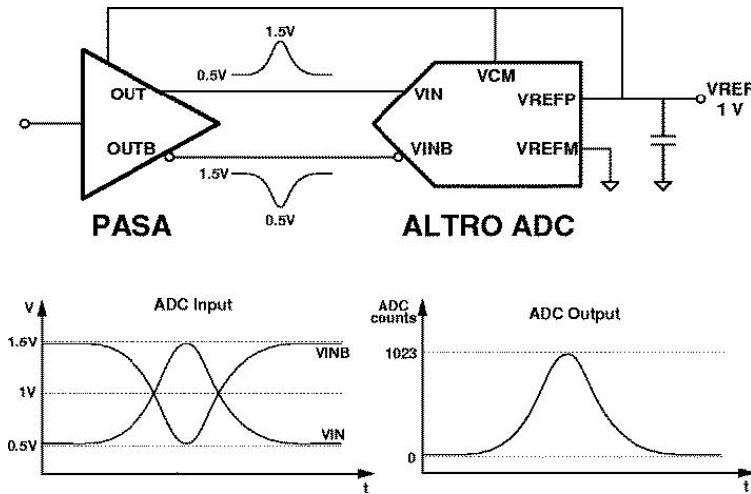 1.5V
0.5V
OUT
VIN
VCM
VREFP
VREF
1 V
OUTB
VINB
VREFM
1.5V
0.5V
PASA
ALTRO ADC
V
ADC Input
1.5V
VINB
1V
0.5V
VIN
t
ADC
counts
ADC Output
1023
0
t